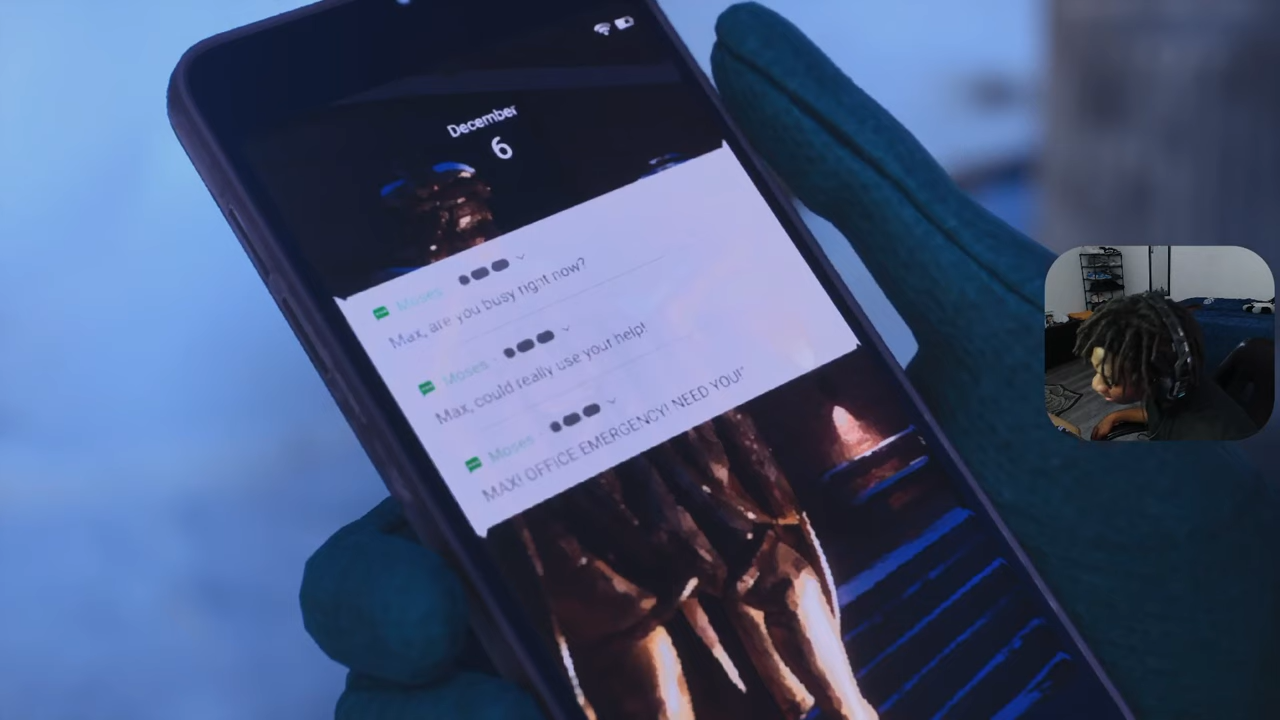 December
6
Moses
Max, are you busy right now?
Moses
Max, could really use your help!
Moses
MAX! OFFICE EMERGENCY! NEED YOU!"